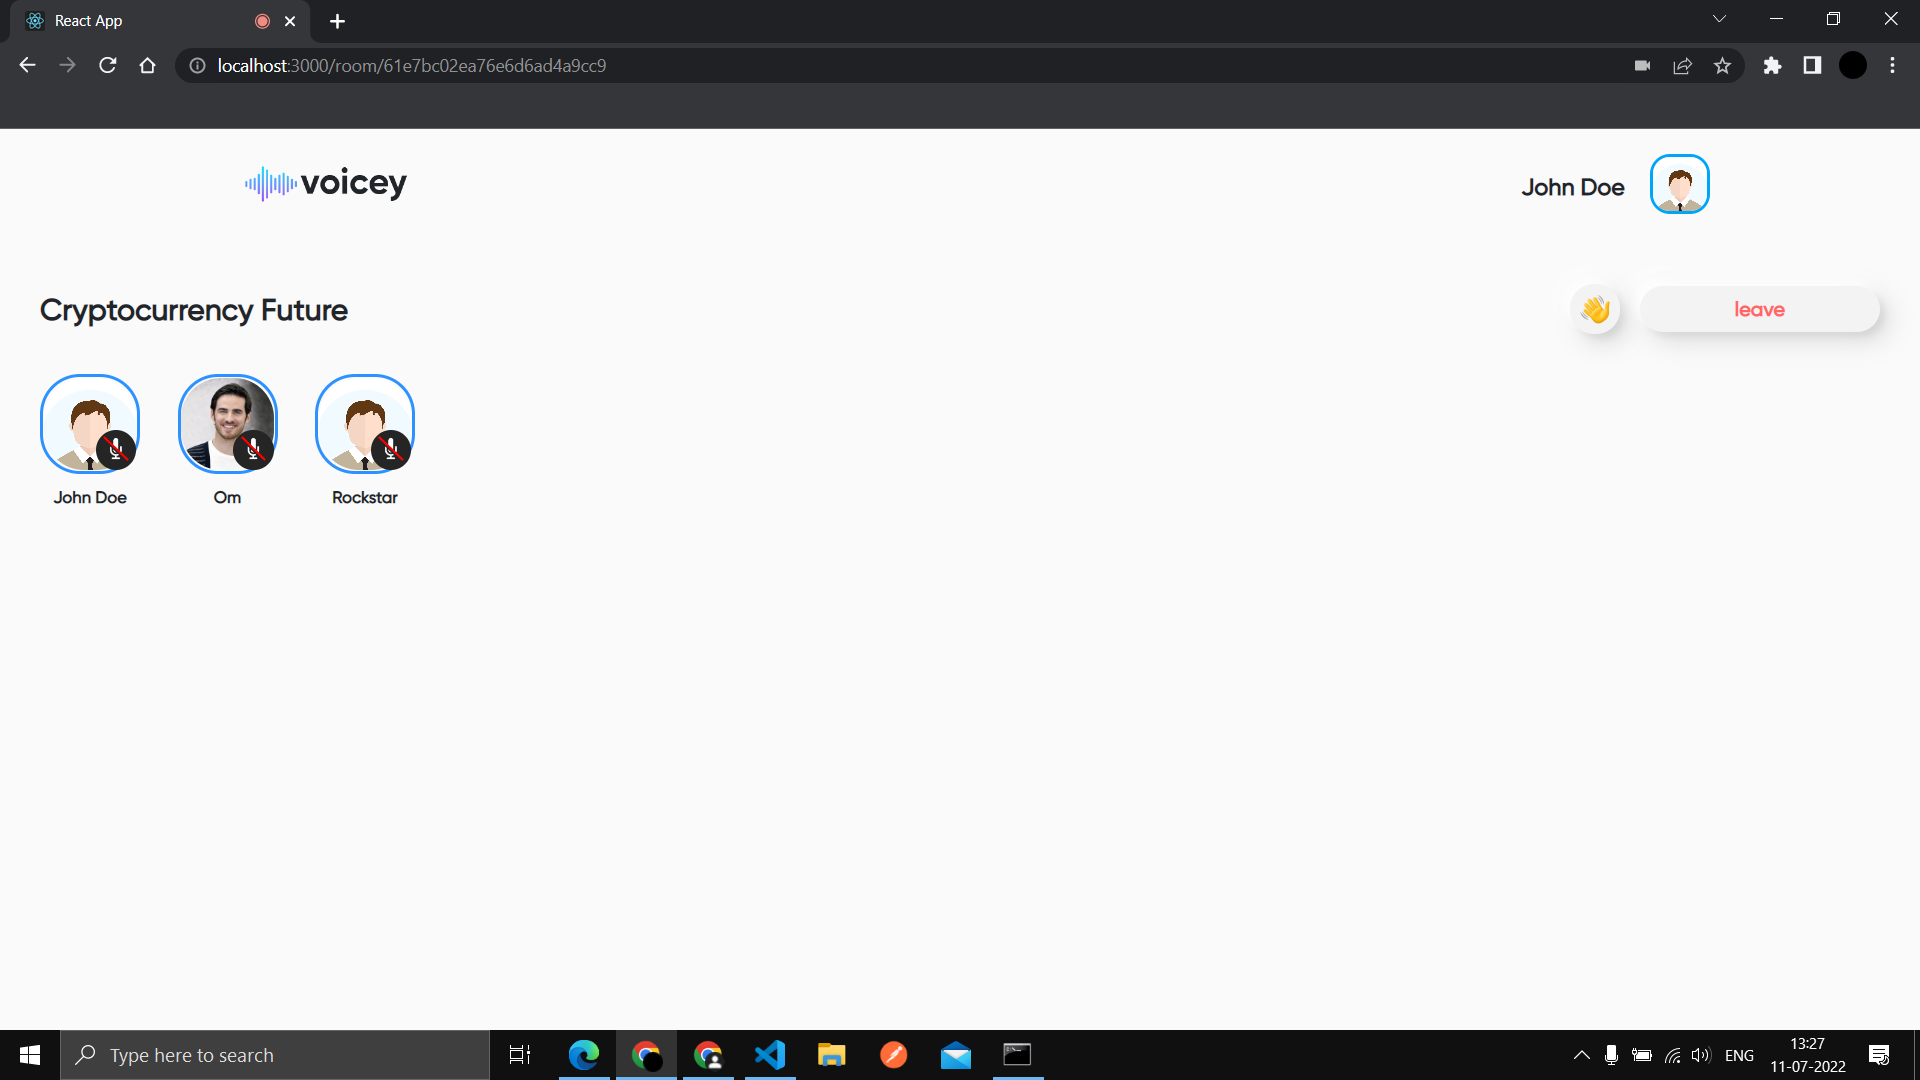 React App
localhost:3000/room/61e7bc02ea76e6d6ad4a9cc9
voicey
John Doe
Cryptocurrency Future
leave
John Doe
Om
Rockstar
Type here to search
ENG
13:27
11-07-2022